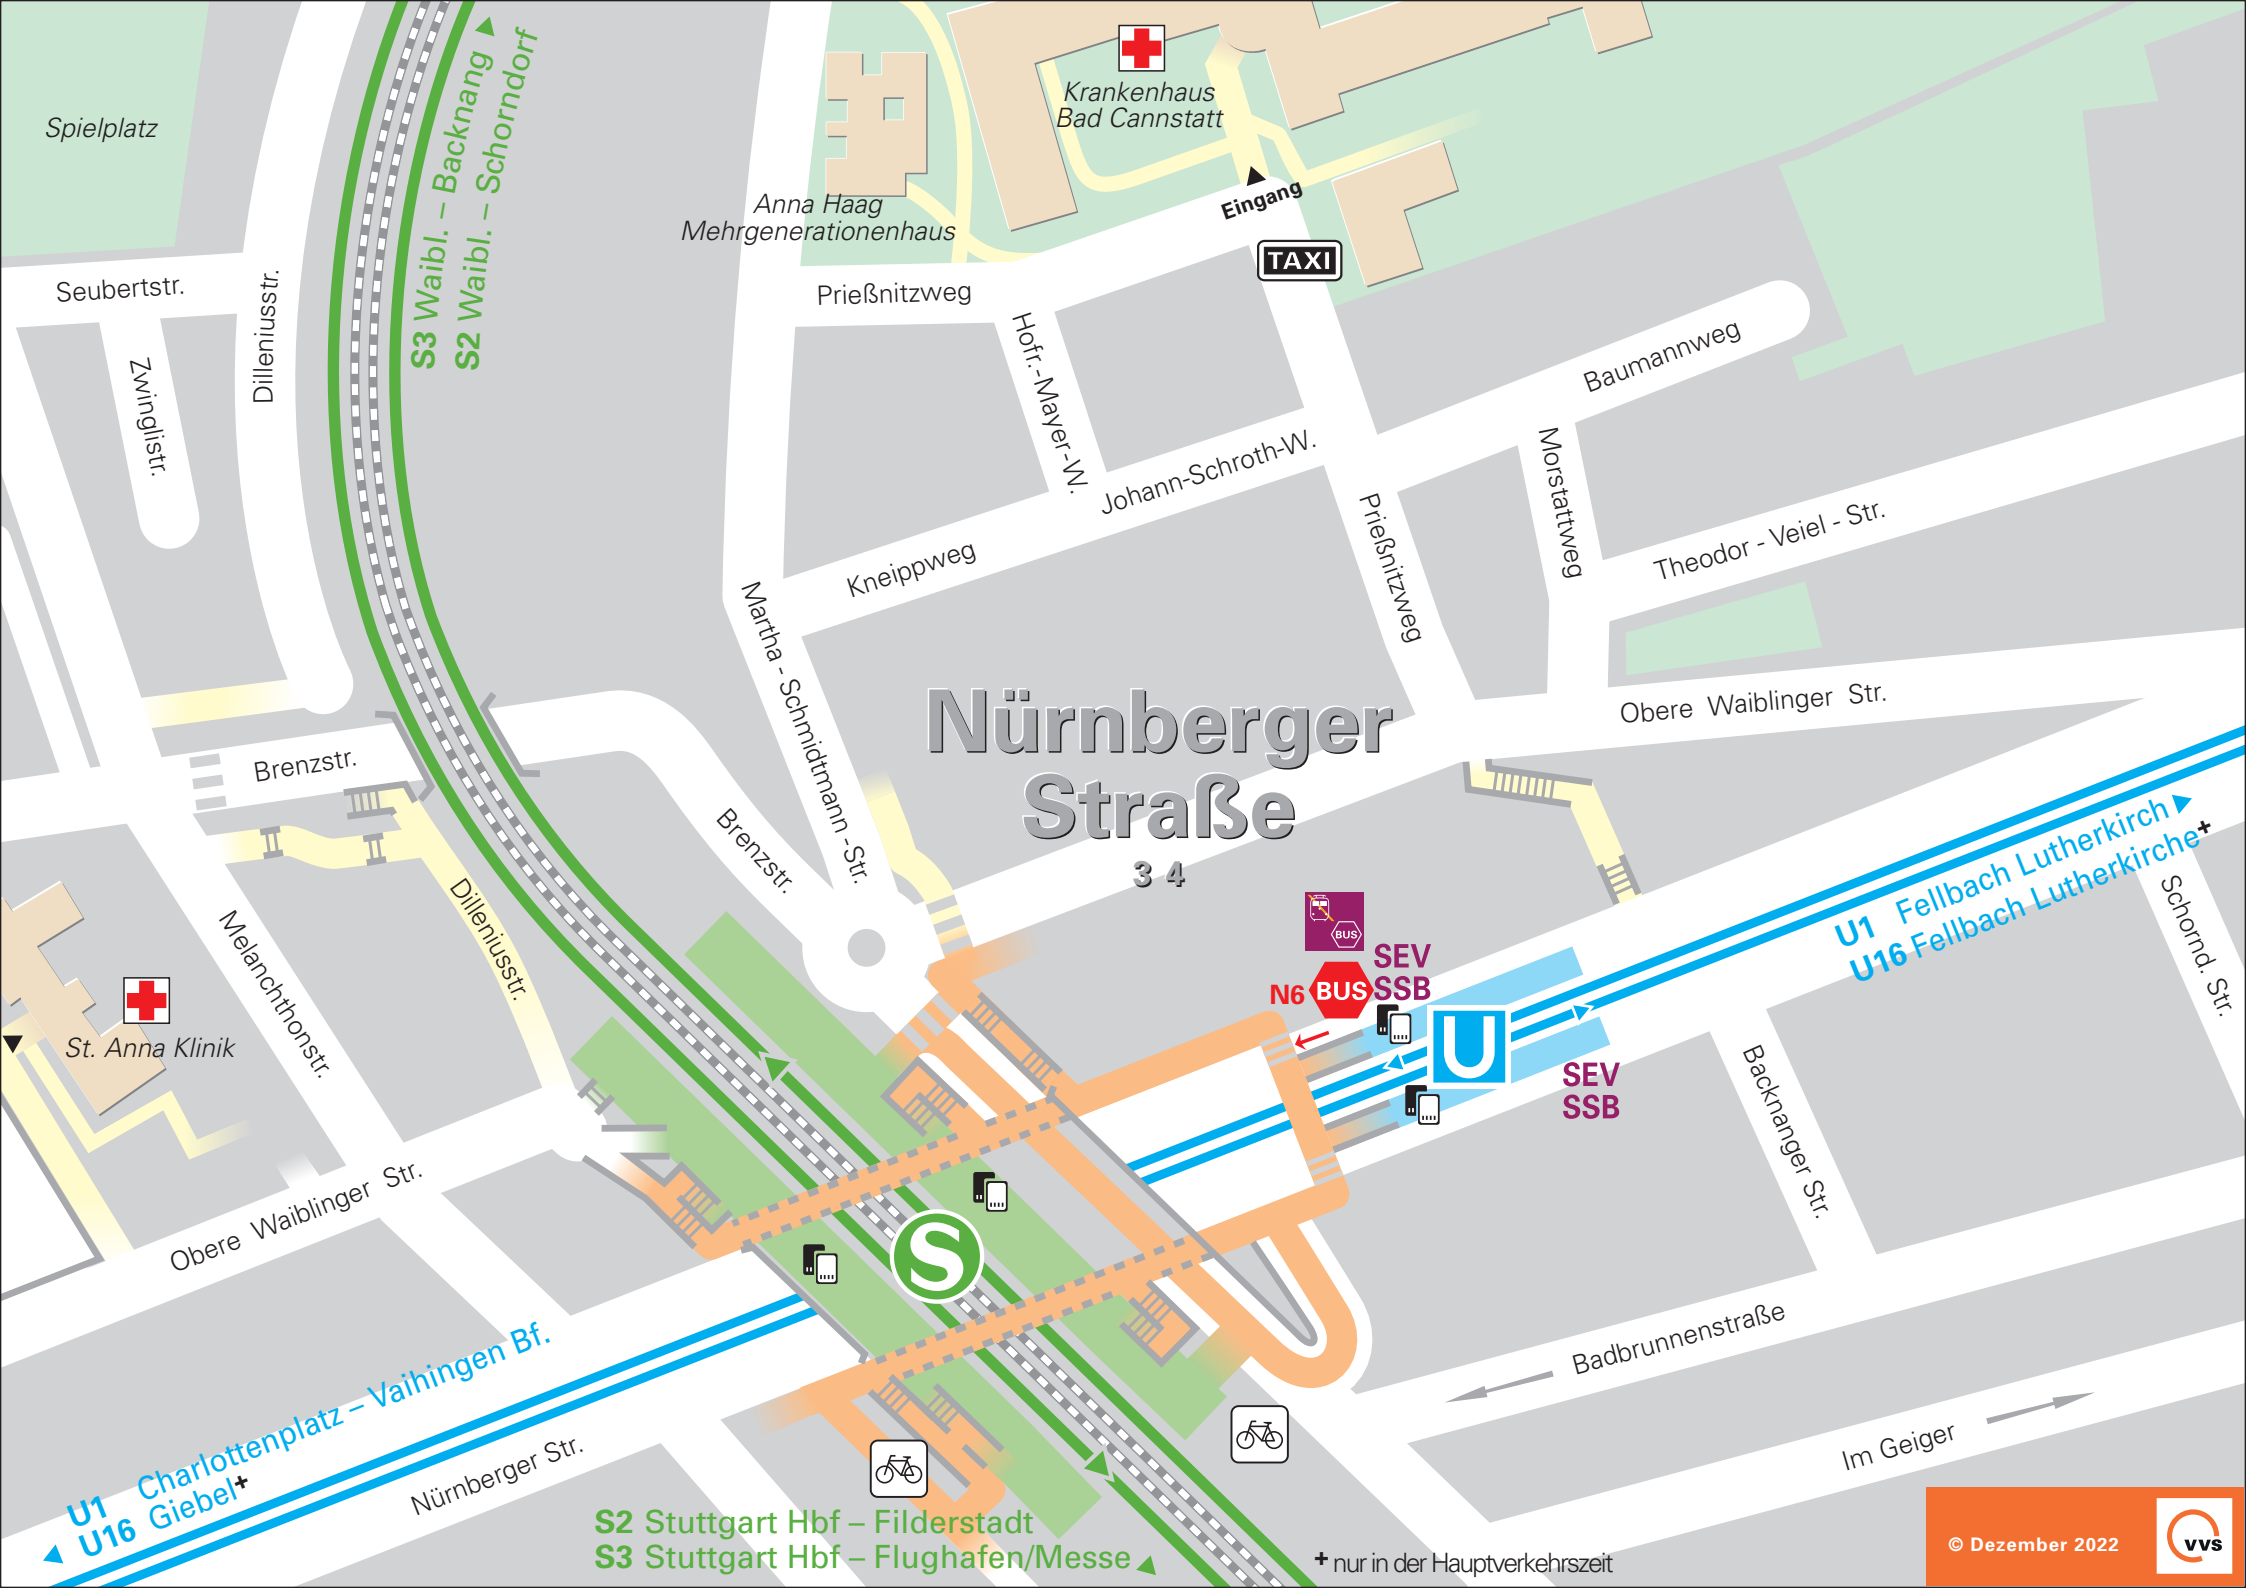 Spielplatz
S3 Waibl. – Backnang
S2 Waibl. – Schorndorf
Krankenhaus
Bad Cannstatt
Anna Haag
Mehrgenerationenhaus
Eingang
TAXI
Seubertstr.
Dilleniusstr.
Zwinglistr.
Prießnitzweg
Hofr.-Mayer-W.
Baumannweg
Johann-Schroth-W.
Morstattweg
Prießnitzweg
Theodor - Veiel - Str.
Kneippweg
Martha - Schmidtmann -Str.
Obere Waiblinger Str.
Nürnberger
Straße
3 4
Brenzstr.
Brenzstr.
Dilleniusstr.
Melanchthonstr.
St. Anna Klinik
BUS
SEV
SSB
N6
BUS
U
SEV
SSB
U1 Fellbach Lutherkirch
U16 Fellbach Lutherkirche+
Schornd. Str.
Backnanger Str.
Obere Waiblinger Str.
S
Badbrunnenstraße
Im Geiger
U1 Charlottenplatz – Vaihingen Bf.
U16 Giebel+
Nürnberger Str.
S2 Stuttgart Hbf – Filderstadt
S3 Stuttgart Hbf – Flughafen/Messe
+ nur in der Hauptverkehrszeit
© Dezember 2022
vvs